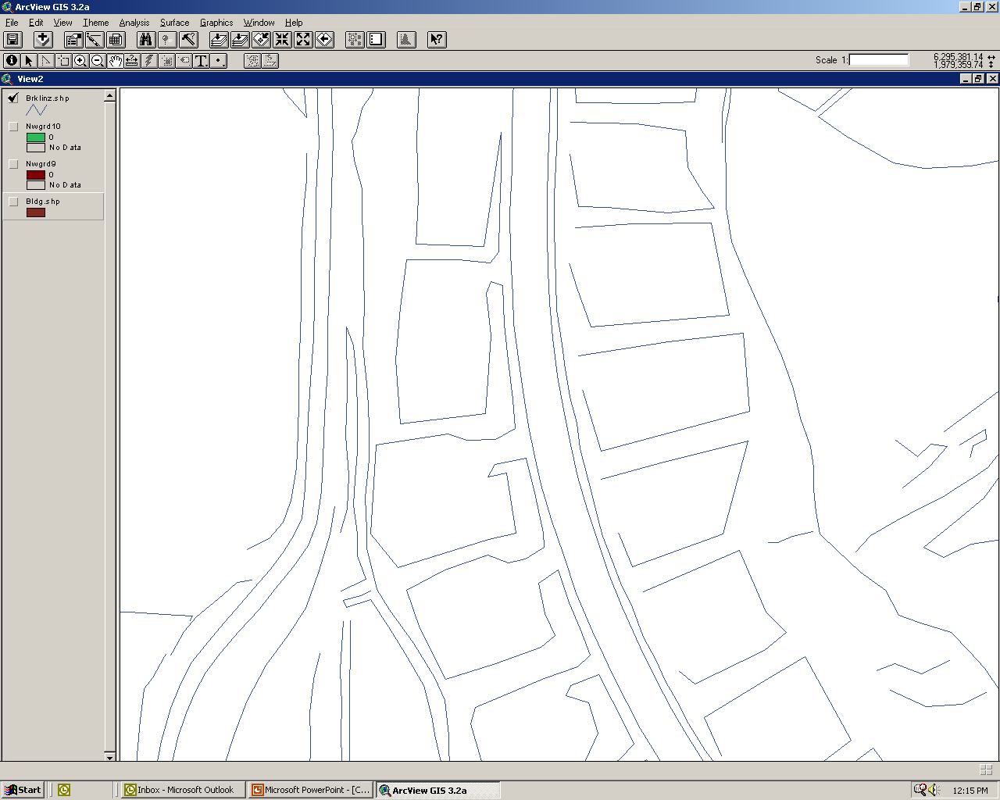 ArcView GIS 3.2a
File Edit View Theme Analysis Surface Graphics Window Help
Scale 1:
6,295,381.14
1,979,359.74
View2
Brklinz.shp
Nwgrd10
0
No Data
Nwgrd9
0
No Data
Bldg.shp
Start
Inbox - Microsoft Outlook
Microsoft PowerPoint - [C...
ArcView GIS 3.2a
12:15 PM